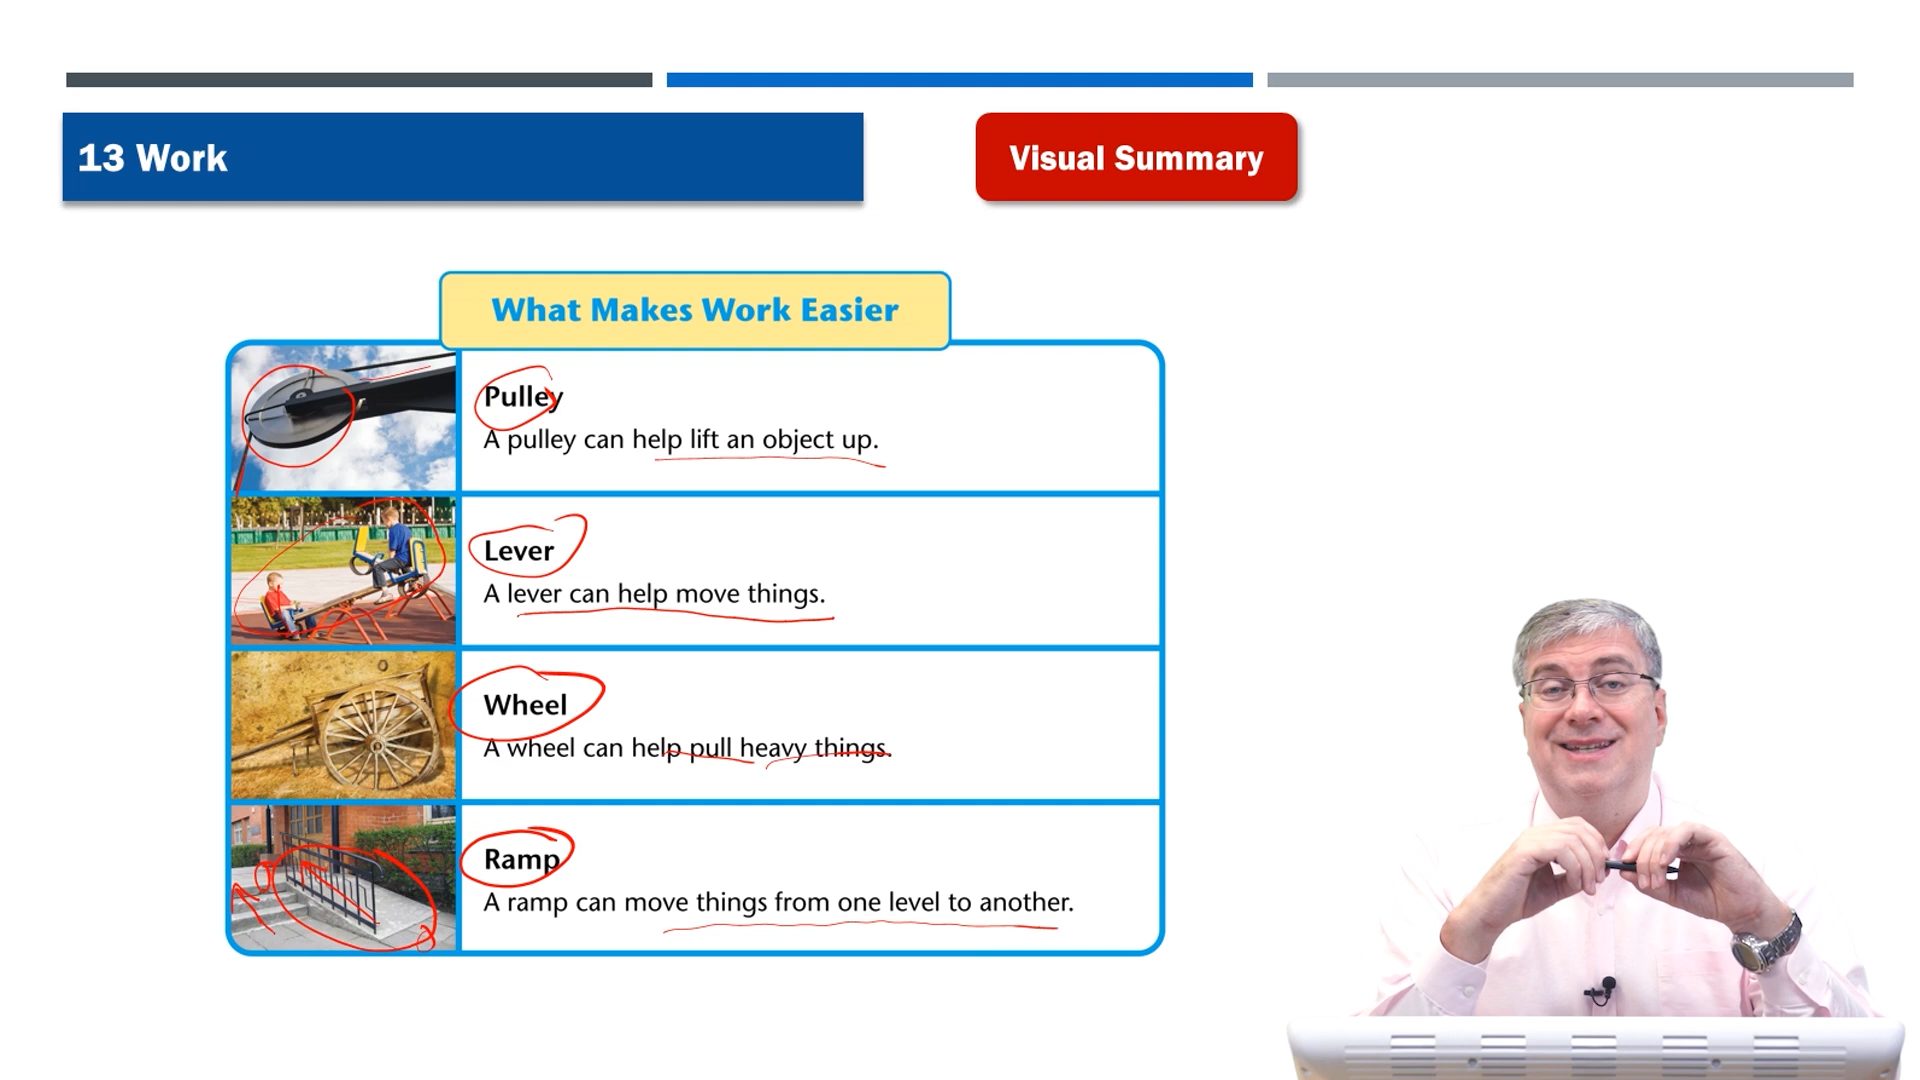 13 Work
Visual Summary
What Makes Work Easier
Pulley
A pulley can help lift an object up.
Lever
A lever can help move things.
Wheel
A wheel can help pull heavy things.
Ramp
A ramp can move things from one level to another.